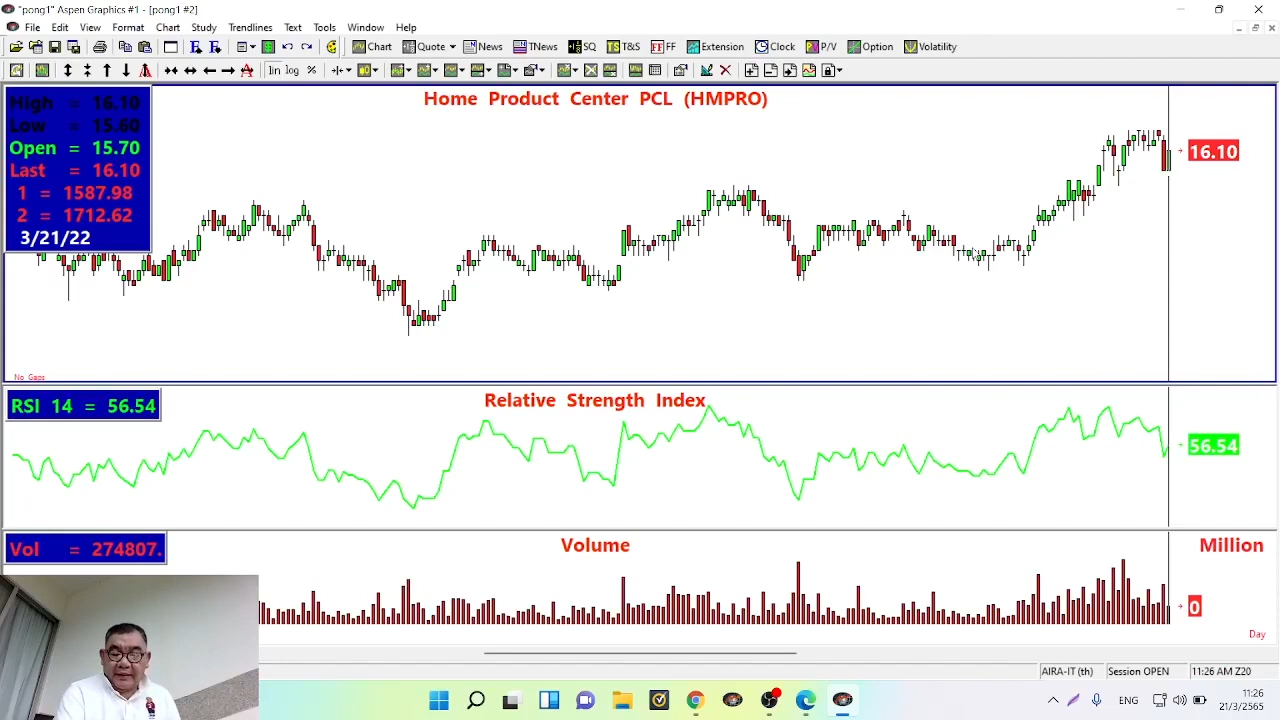 "pong1" Aspen Graphics #1 - [pong1 #2]
File Edit View Format Chart Study Trendlines Text Tools Window Help
Chart Quote News TNews SQ TS T&S FF FF Extension Clock P/V Option Volatility
lin log %
High = 16.10
Low = 15.60
Open = 15.70
Last = 16.10
1 = 1587.98
2 = 1712.62
3/21/22
Home Product Center PCL (HMPRO)
16.10
No Gaps
RSI 14 = 56.54
Relative Strength Index
56.54
Vol = 274807.
Volume
Million
0
Day
AIRA-IT (th) Session OPEN 11:26 AM Z20
ENG
11:26
21/3/2565